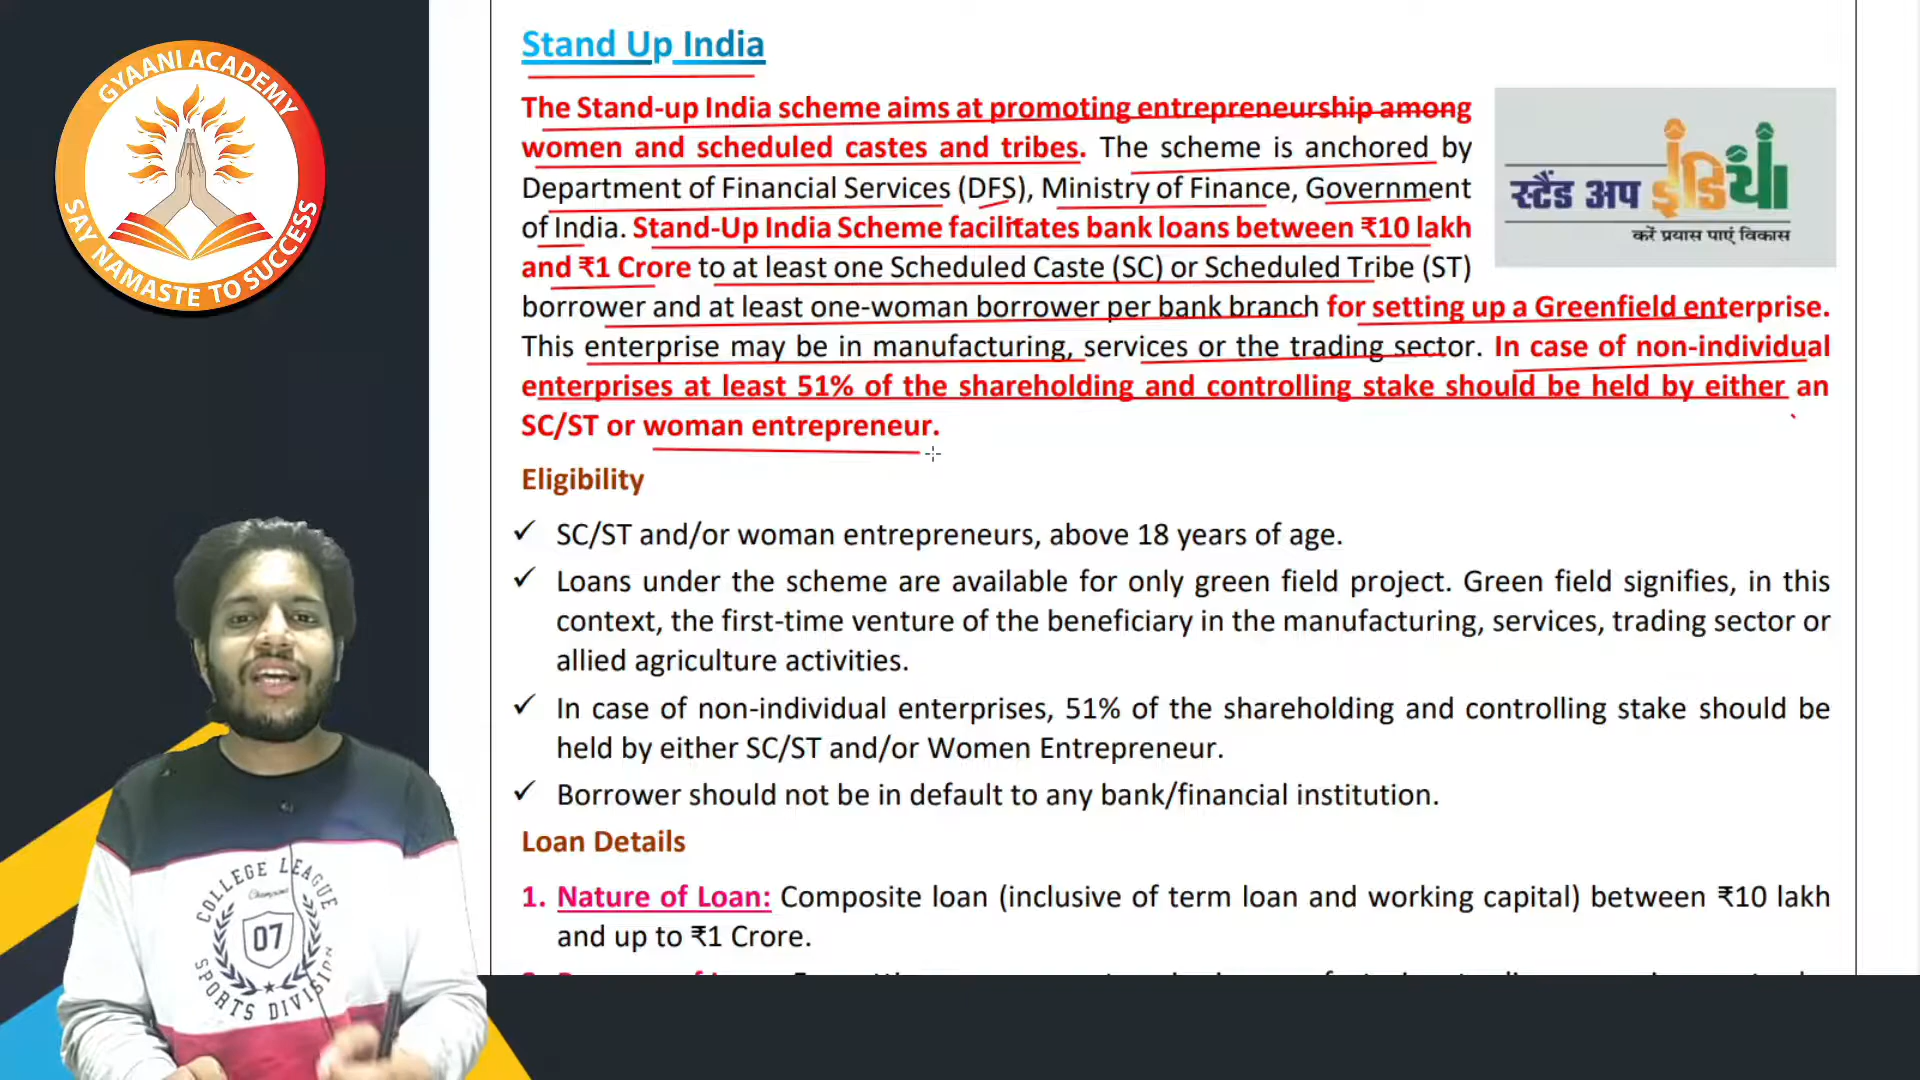 GYAANI ACADEMY
SAY NAMASTE TO SUCCESS
Stand Up India
The Stand-up India scheme aims at promoting entrepreneurship among
women and scheduled castes and tribes. The scheme is anchored by
Department of Financial Services (DFS), Ministry of Finance, Government
of India. Stand-Up India Scheme facilitates bank loans between ₹10 lakh
and ₹1 Crore to at least one Scheduled Caste (SC) or Scheduled Tribe (ST)
borrower and at least one-woman borrower per bank branch for setting up a Greenfield enterprise.
This enterprise may be in manufacturing, services or the trading sector. In case of non-individual
enterprises at least 51% of the shareholding and controlling stake should be held by either an
SC/ST or woman entrepreneur.
स्टैंड अप इंडिया
करें प्रयास पाएं विकास
Eligibility
✓ SC/ST and/or woman entrepreneurs, above 18 years of age.
✓ Loans under the scheme are available for only green field project. Green field signifies, in this
context, the first-time venture of the beneficiary in the manufacturing, services, trading sector or
allied agriculture activities.
✓ In case of non-individual enterprises, 51% of the shareholding and controlling stake should be
held by either SC/ST and/or Women Entrepreneur.
✓ Borrower should not be in default to any bank/financial institution.
Loan Details
1. Nature of Loan: Composite loan (inclusive of term loan and working capital) between ₹10 lakh
and up to ₹1 Crore.
COLLEGE LEAGUE
Champions
07
SPORTS DIVISION